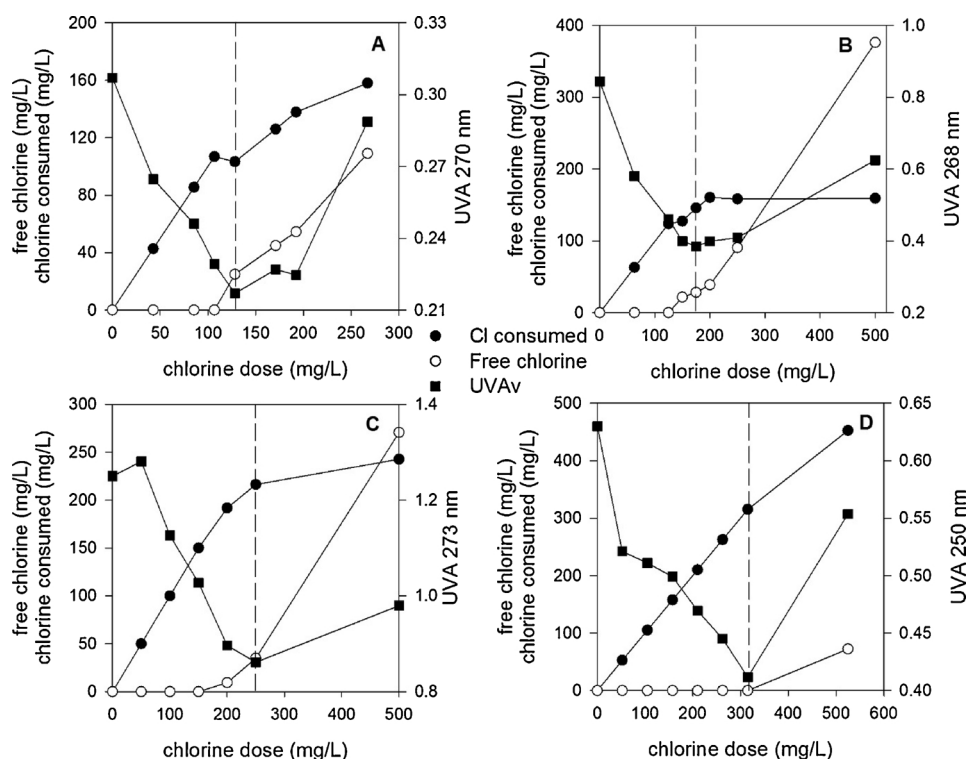 A
200
160
120
80
40
0
free chlorine (mg/L)
chlorine consumed (mg/L)
0.33
0.30
0.27
0.24
0.21
UVA 270 nm
0 50 100 150 200 250 300
chlorine dose (mg/L)
B
400
300
200
100
0
free chlorine (mg/L)
chlorine consumed (mg/L)
1.0
0.8
0.6
0.4
0.2
UVA 268 nm
0 100 200 300 400 500
chlorine dose (mg/L)
Cl consumed
Free chlorine
UVAv
C
300
250
200
150
100
50
0
free chlorine (mg/L)
chlorine consumed (mg/L)
1.4
1.2
1.0
0.8
UVA 273 nm
0 100 200 300 400 500
chlorine dose (mg/L)
D
500
400
300
200
100
0
free chlorine (mg/L)
chlorine consumed (mg/L)
0.65
0.60
0.55
0.50
0.45
0.40
UVA 250 nm
0 100 200 300 400 500 600
chlorine dose (mg/L)